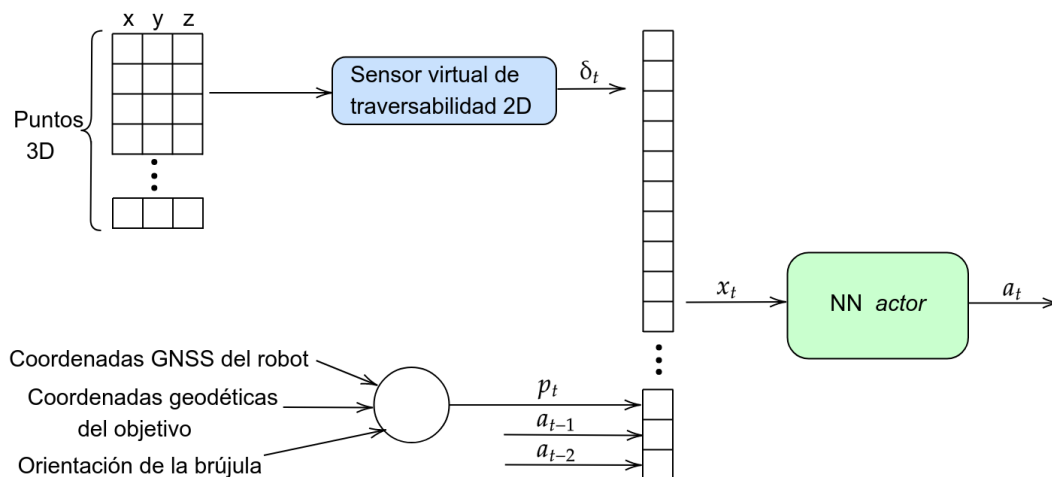 x y z
Puntos
3D
Sensor virtual de
traversabilidad 2D
δt
xt
NN actor
at
Coordenadas GNSS del robot
Coordenadas geodéticas
del objetivo
Orientación de la brújula
pt
at−1
at−2